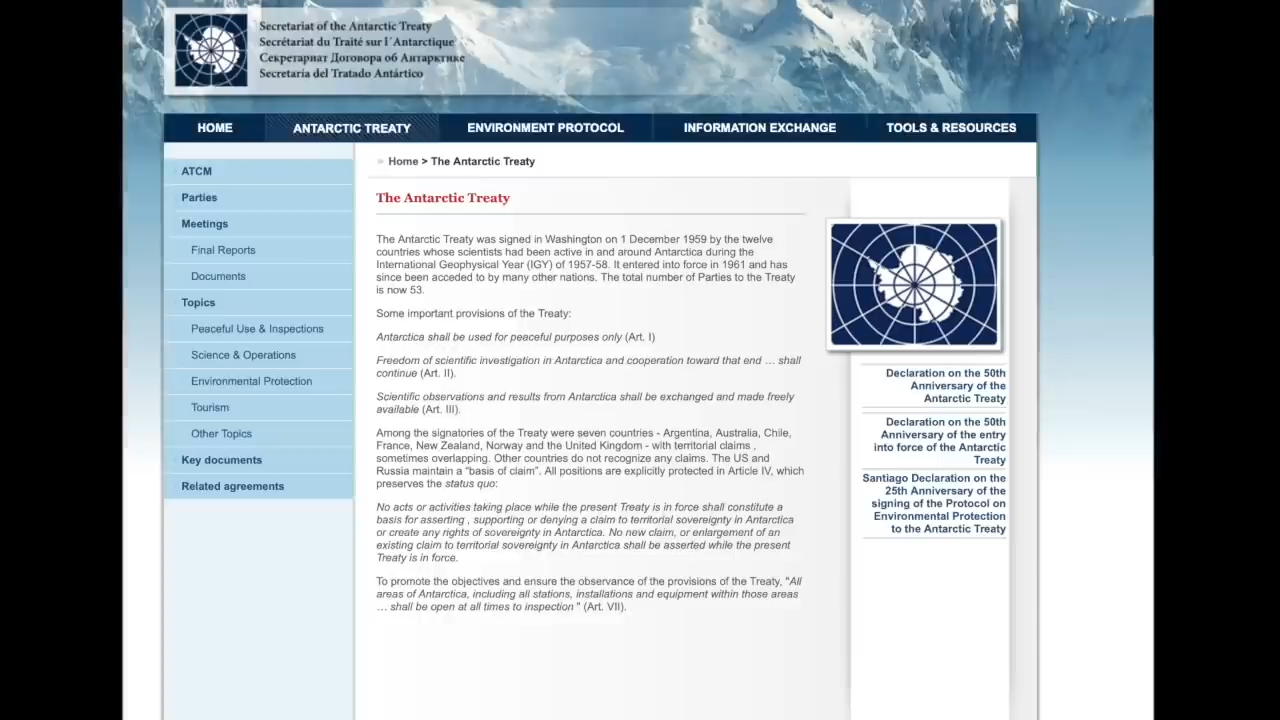 Secretariat of the Antarctic Treaty
Secrétariat du Traité sur l´Antarctique
Секретариат Договора об Антарктике
Secretaría del Tratado Antártico
HOME
ANTARCTIC TREATY
ENVIRONMENT PROTOCOL
INFORMATION EXCHANGE
TOOLS & RESOURCES
ATCM
Parties
Meetings
Final Reports
Documents
Topics
Peaceful Use & Inspections
Science & Operations
Environmental Protection
Tourism
Other Topics
Key documents
Related agreements
» Home > The Antarctic Treaty
The Antarctic Treaty
The Antarctic Treaty was signed in Washington on 1 December 1959 by the twelve
countries whose scientists had been active in and around Antarctica during the
International Geophysical Year (IGY) of 1957-58. It entered into force in 1961 and has
since been acceded to by many other nations. The total number of Parties to the Treaty
is now 53.
Some important provisions of the Treaty:
Antarctica shall be used for peaceful purposes only (Art. I)
Freedom of scientific investigation in Antarctica and cooperation toward that end … shall
continue (Art. II).
Scientific observations and results from Antarctica shall be exchanged and made freely
available (Art. III).
Among the signatories of the Treaty were seven countries - Argentina, Australia, Chile,
France, New Zealand, Norway and the United Kingdom - with territorial claims ,
sometimes overlapping. Other countries do not recognize any claims. The US and
Russia maintain a “basis of claim”. All positions are explicitly protected in Article IV, which
preserves the status quo:
No acts or activities taking place while the present Treaty is in force shall constitute a
basis for asserting , supporting or denying a claim to territorial sovereignty in Antarctica
or create any rights of sovereignty in Antarctica. No new claim, or enlargement of an
existing claim to territorial sovereignty in Antarctica shall be asserted while the present
Treaty is in force.
To promote the objectives and ensure the observance of the provisions of the Treaty, "All
areas of Antarctica, including all stations, installations and equipment within those areas
… shall be open at all times to inspection " (Art. VII).
Declaration on the 50th
Anniversary of the
Antarctic Treaty
Declaration on the 50th
Anniversary of the entry
into force of the Antarctic
Treaty
Santiago Declaration on the
25th Anniversary of the
signing of the Protocol on
Environmental Protection
to the Antarctic Treaty